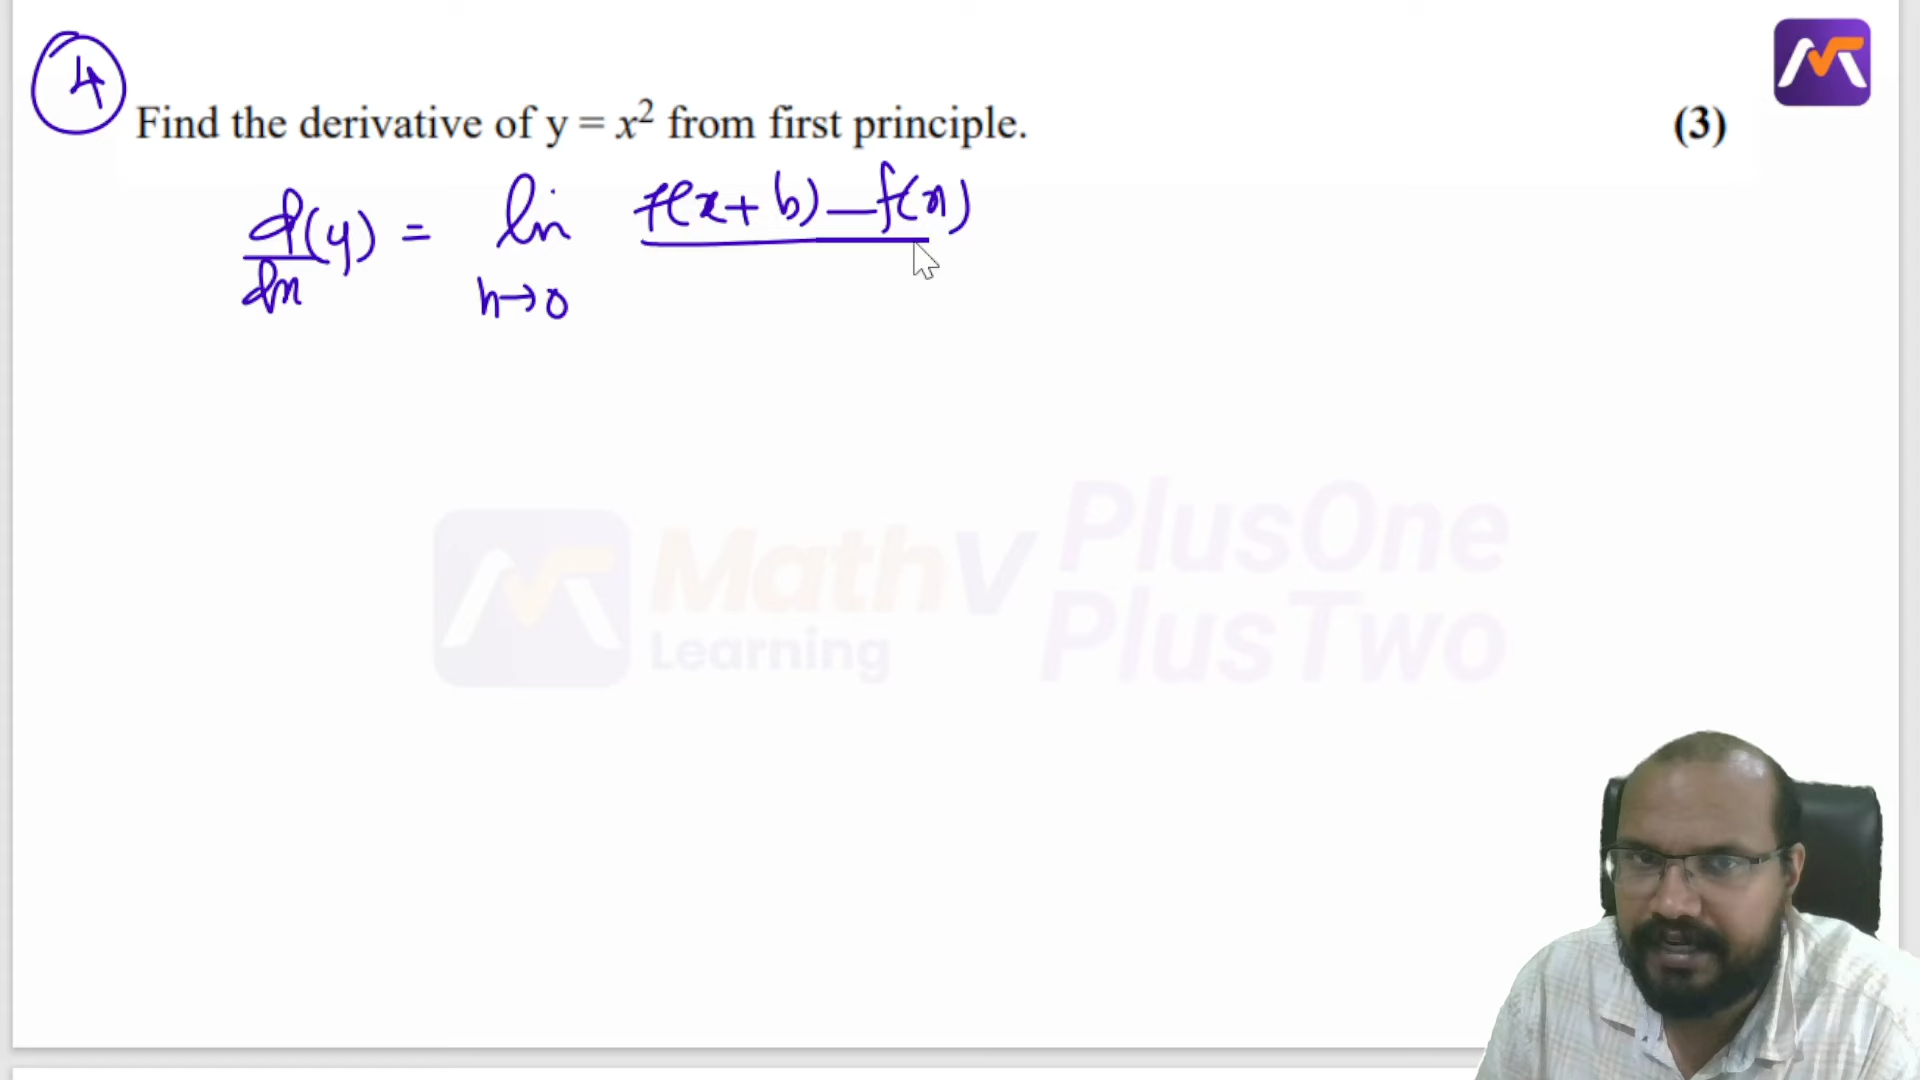 4
Find the derivative of y = x² from first principle. (3)
d/dx (y) = lim h→0 f(x+h) - f(x)
MathV
Learning
PlusOne
PlusTwo